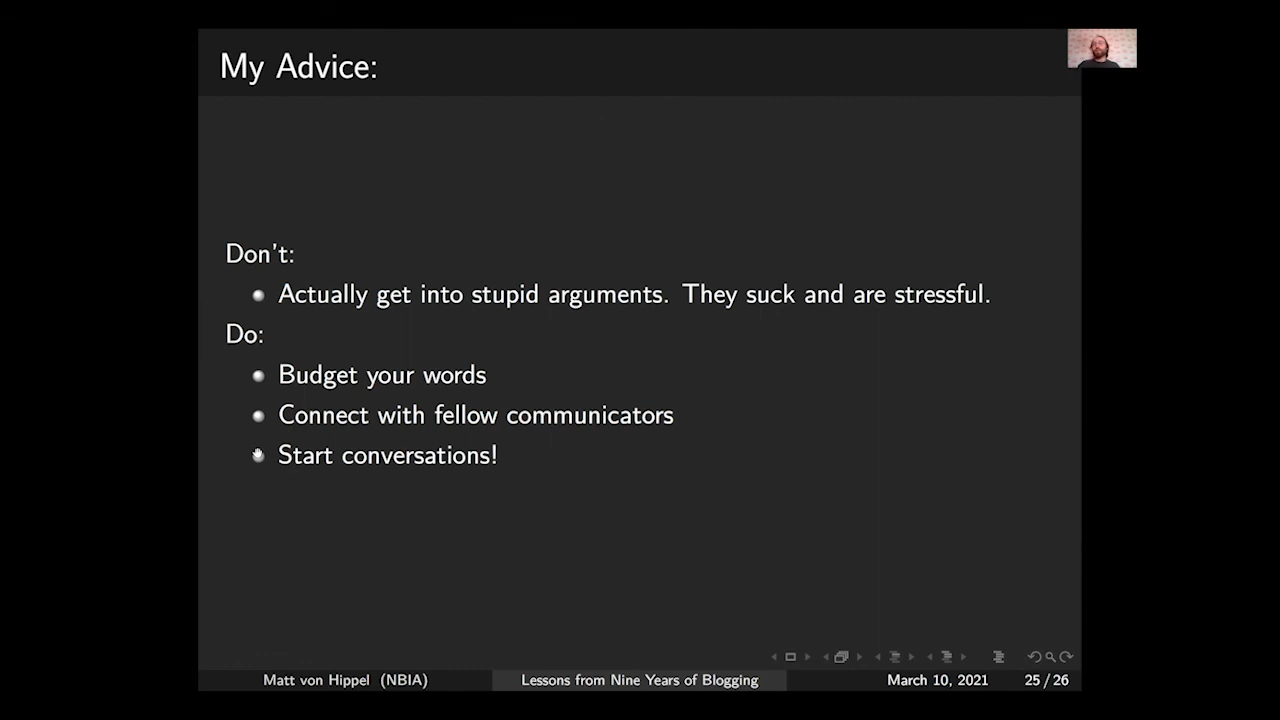 My Advice:
Don't:
Actually get into stupid arguments. They suck and are stressful.
Do:
Budget your words
Connect with fellow communicators
Start conversations!
Matt von Hippel (NBIA) Lessons from Nine Years of Blogging March 10, 2021 25 / 26